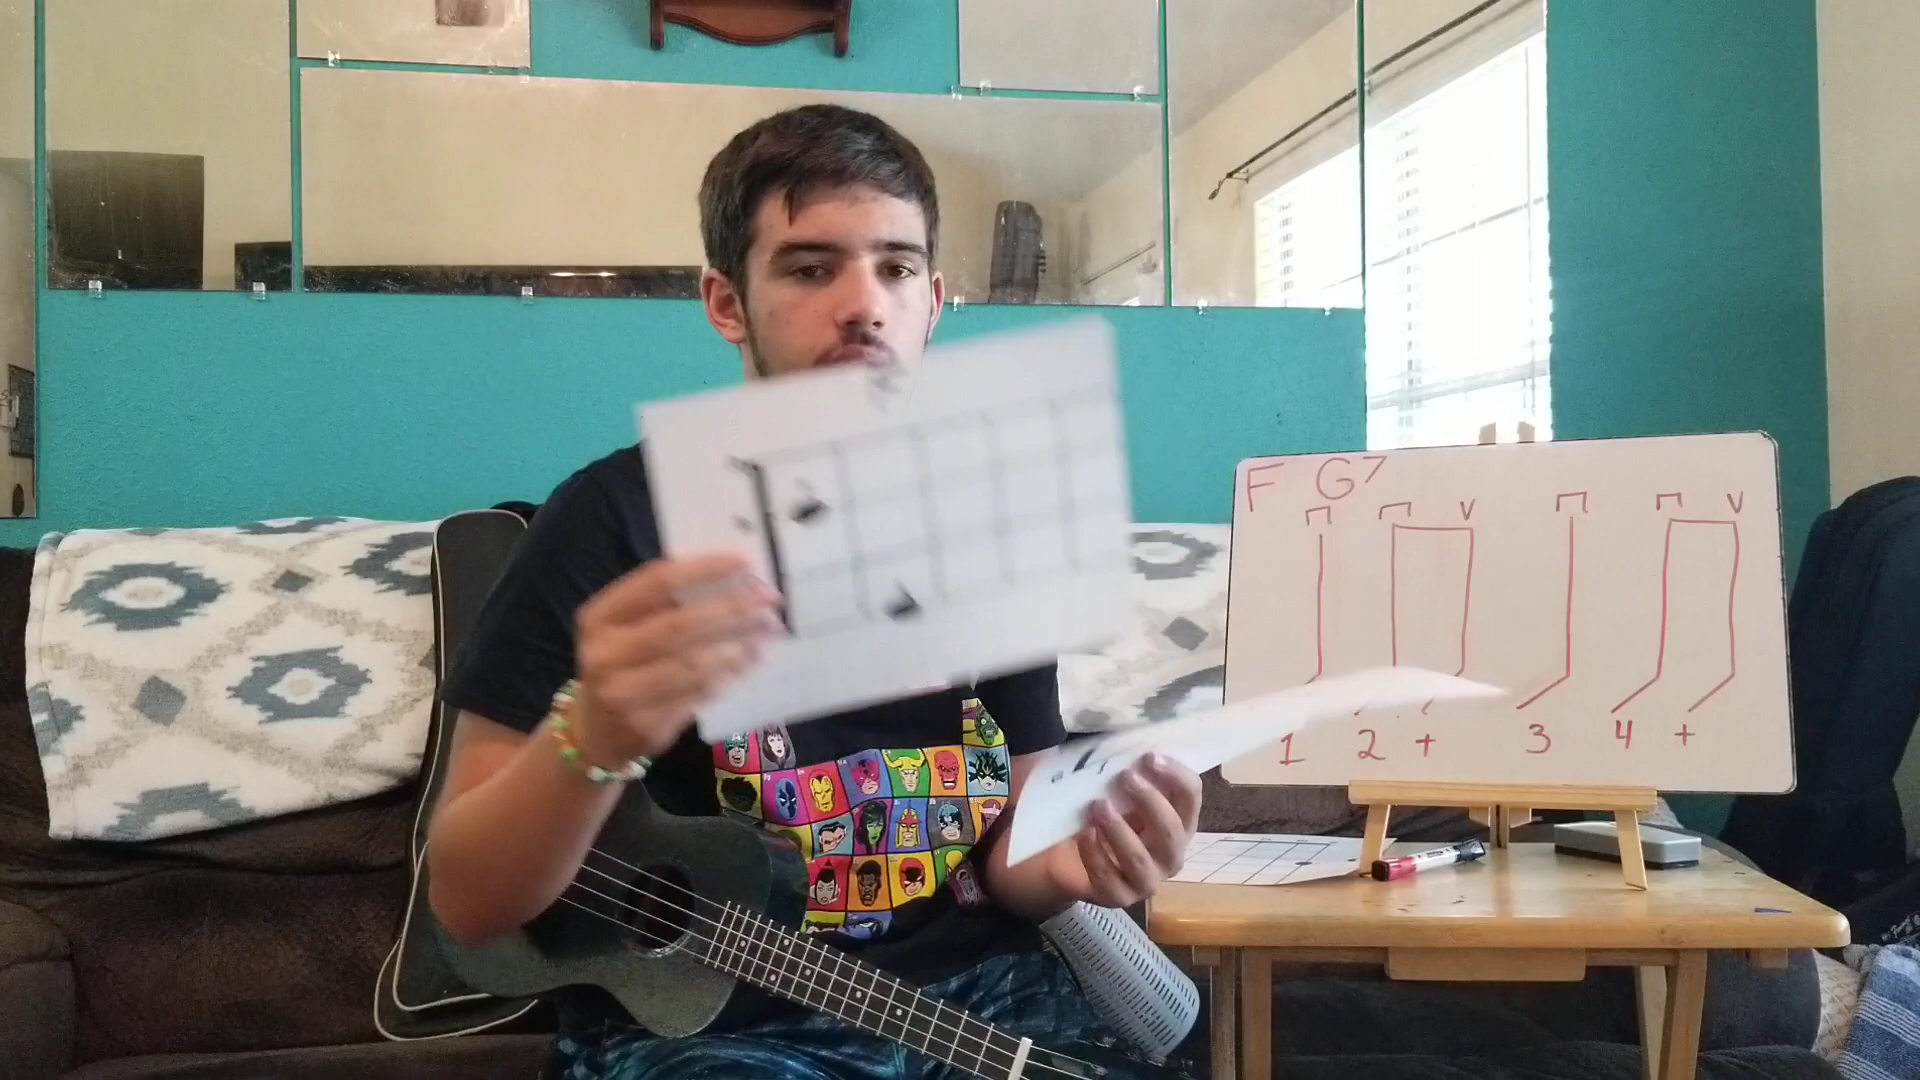 F G7
⊓ ⊓ V ⊓ ⊓ V
1 2 + 3 4 +